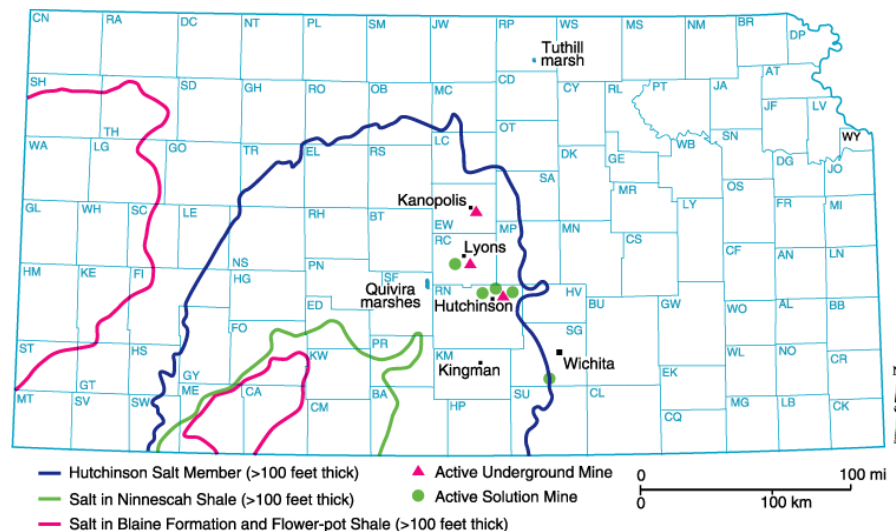 CN RA DC NT PL SM JW RP WS MS NM BR DP
Tuthill
marsh
SH SD GH RO OB MC CD CY RL PT JA AT
TH JF LV
OT SN WY
WA LG GO TR EL RS LC DK GE WB DG JO
Kanopolis SA MR OS
GL WH SC LE RH BT EW LY FR MI
RC MP MN
Lyons CS
NS PN CF AN LN
HM KE FI HG SF
Quivira
marshes
RN HV
Hutchinson
ED BU GW WO AL BB
FO SG
ST PR
HS KW KM Wichita WL NO CR
Kingman
GT GY EK
MT SV SW ME CA CM BA HP SU CL CQ MG LB CK
Hutchinson Salt Member (>100 feet thick)
Salt in Ninnescah Shale (>100 feet thick)
Salt in Blaine Formation and Flower-pot Shale (>100 feet thick)
Active Underground Mine
Active Solution Mine
0 100 mi
0 100 km